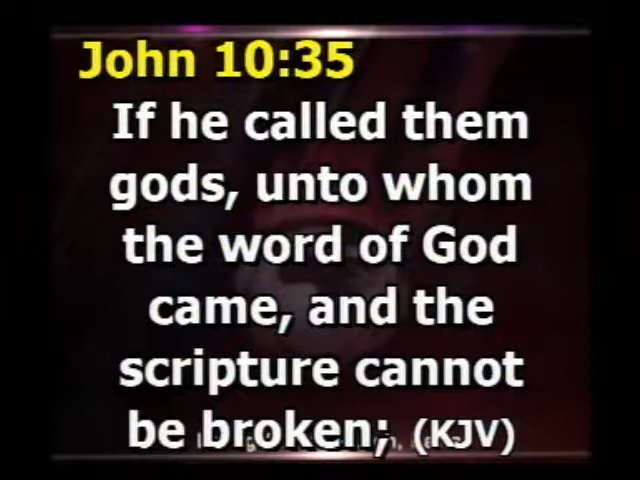 John 10:35
If he called them
gods, unto whom
the word of God
came, and the
scripture cannot
be broken; (KJV)